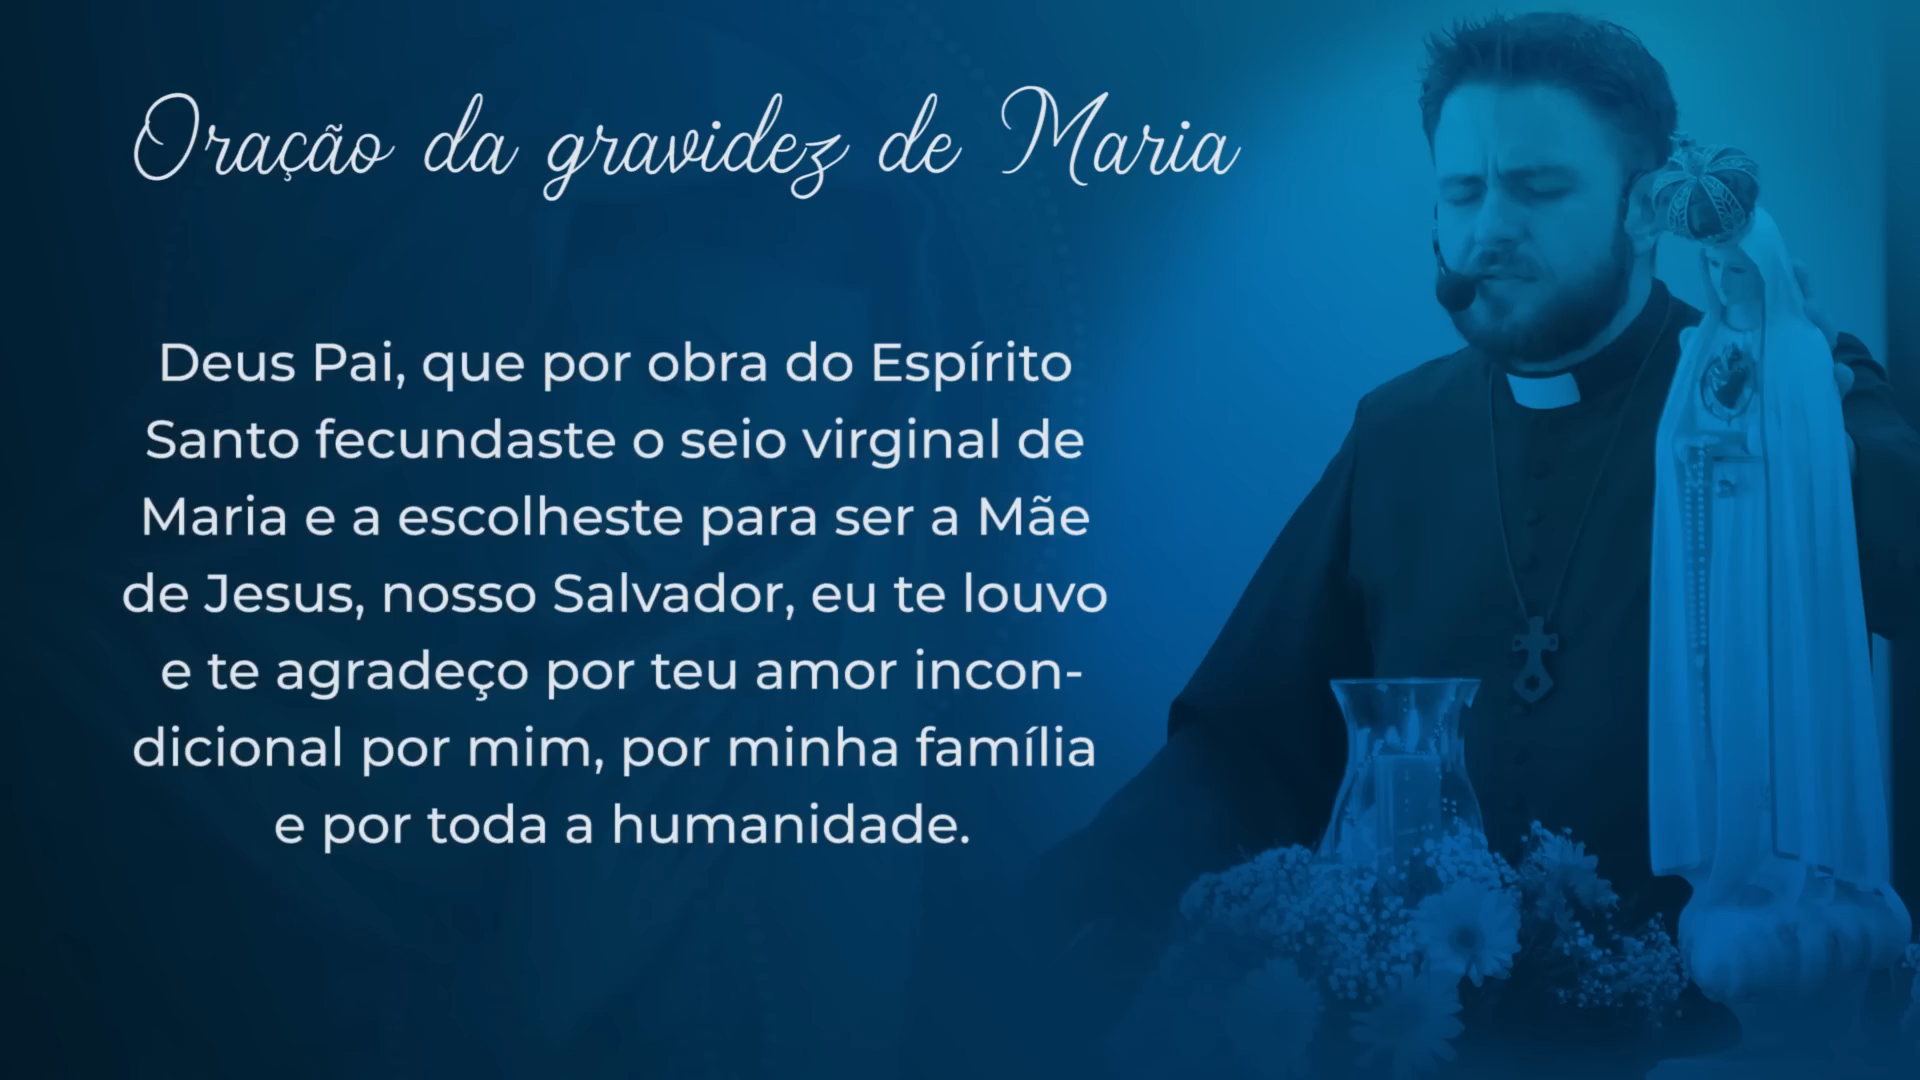 Oração da gravidez de Maria
Deus Pai, que por obra do Espírito
Santo fecundaste o seio virginal de
Maria e a escolheste para ser a Mãe
de Jesus, nosso Salvador, eu te louvo
e te agradeço por teu amor incon-
dicional por mim, por minha família
e por toda a humanidade.